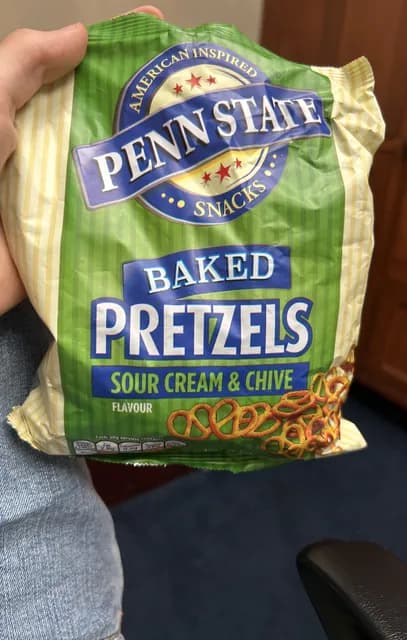 AMERICAN INSPIRED
PENN STATE
SNACKS
BAKED
PRETZELS
SOUR CREAM & CHIVE
FLAVOUR